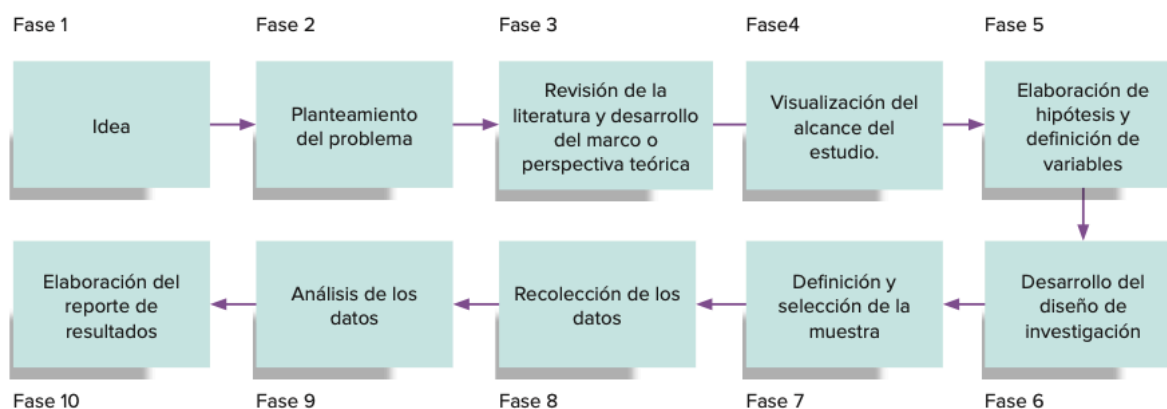 Fase 1
Fase 2
Fase 3
Fase4
Fase 5
Idea
Planteamiento
del problema
Revisión de la
literatura y desarrollo
del marco o
perspectiva teórica
Visualización del
alcance del
estudio.
Elaboración de
hipótesis y
definición de
variables
Elaboración del
reporte de
resultados
Análisis de los
datos
Recolección de los
datos
Definición y
selección de la
muestra
Desarrollo del
diseño de
investigación
Fase 10
Fase 9
Fase 8
Fase 7
Fase 6